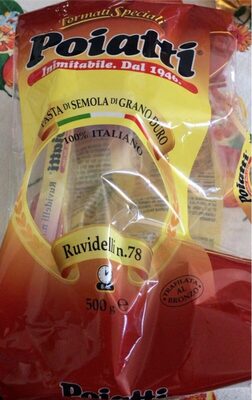 Formati Speciali
Poiatti
Inimitabile. Dal 1946.
PASTA DI SEMOLA DI GRANO DURO
100% ITALIANO
Ruvidelli n.78
500 g e
TRAFILATA
AL
BRONZO
Poiatti
Poiatti